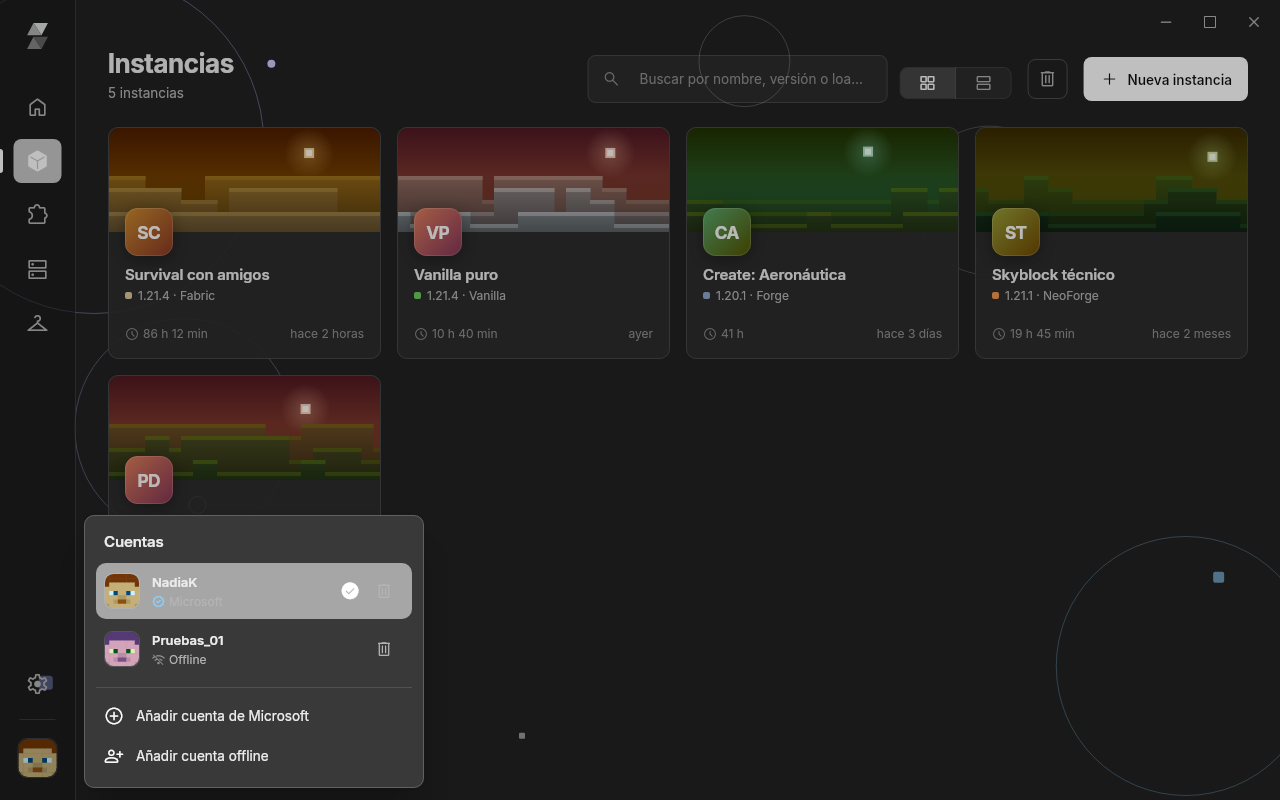 Instancias
5 instancias
Buscar por nombre, versión o loa...
Nueva instancia
SC
Survival con amigos
1.21.4 · Fabric
86 h 12 min
hace 2 horas
VP
Vanilla puro
1.21.4 · Vanilla
10 h 40 min
ayer
CA
Create: Aeronáutica
1.20.1 · Forge
41 h
hace 3 días
ST
Skyblock técnico
1.21.1 · NeoForge
19 h 45 min
hace 2 meses
PD
Cuentas
NadiaK
Microsoft
Pruebas_01
Offline
Añadir cuenta de Microsoft
Añadir cuenta offline